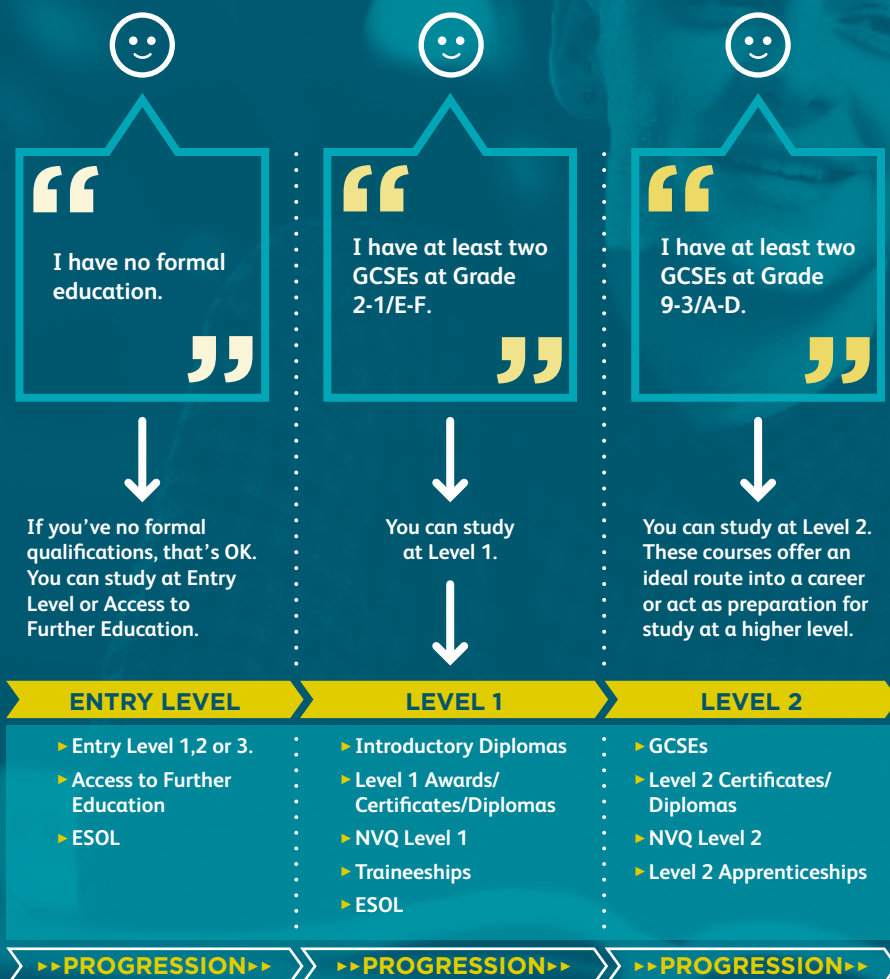 I have no formal
education.
If you’ve no formal
qualifications, that’s OK.
You can study at Entry
Level or Access to
Further Education.
ENTRY LEVEL
▸ Entry Level 1,2 or 3.
▸ Access to Further
Education
▸ ESOL
▸▸PROGRESSION▸▸
I have at least two
GCSEs at Grade
2-1/E-F.
You can study
at Level 1.
LEVEL 1
▸ Introductory Diplomas
▸ Level 1 Awards/
Certificates/Diplomas
▸ NVQ Level 1
▸ Traineeships
▸ ESOL
▸▸PROGRESSION▸▸
I have at least two
GCSEs at Grade
9-3/A-D.
You can study at Level 2.
These courses offer an
ideal route into a career
or act as preparation for
study at a higher level.
LEVEL 2
▸ GCSEs
▸ Level 2 Certificates/
Diplomas
▸ NVQ Level 2
▸ Level 2 Apprenticeships
▸▸PROGRESSION▸▸